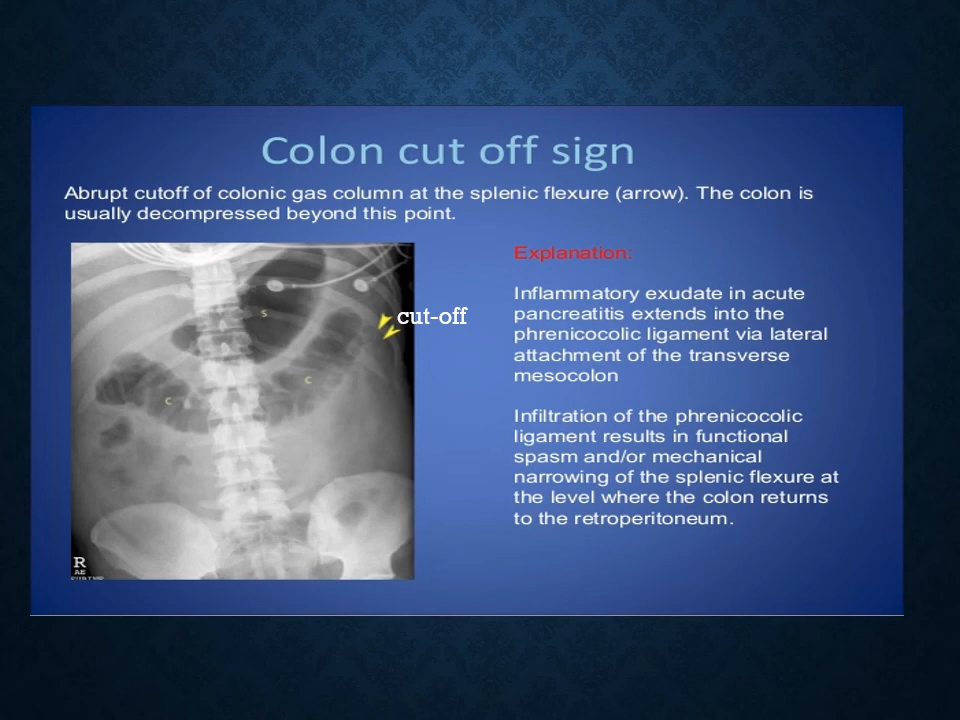 Colon cut off sign
Abrupt cutoff of colonic gas column at the splenic flexure (arrow). The colon is
usually decompressed beyond this point.
cut-off
S
C
C
R
AE
SUPINE
Explanation:
Inflammatory exudate in acute
pancreatitis extends into the
phrenicocolic ligament via lateral
attachment of the transverse
mesocolon
Infiltration of the phrenicocolic
ligament results in functional
spasm and/or mechanical
narrowing of the splenic flexure at
the level where the colon returns
to the retroperitoneum.